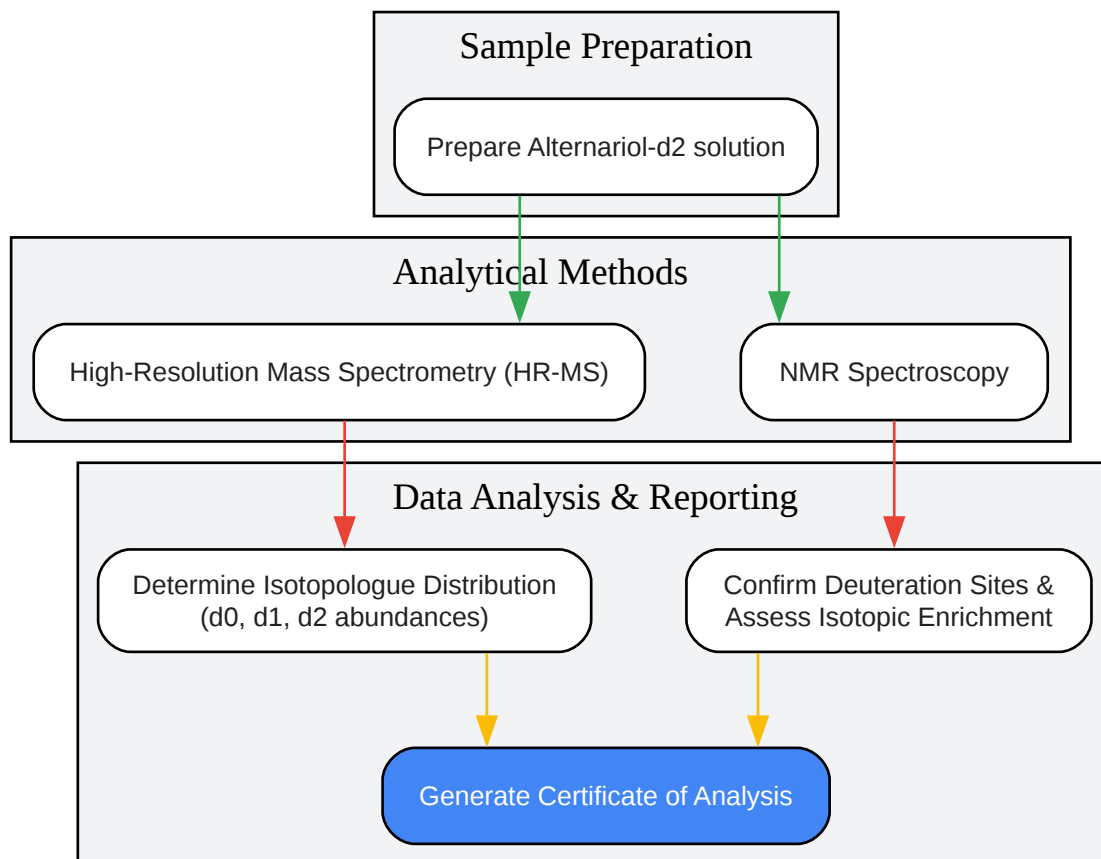 Sample Preparation
Prepare Alternariol-d2 solution
Analytical Methods
High-Resolution Mass Spectrometry (HR-MS)
NMR Spectroscopy
Data Analysis & Reporting
Determine Isotopologue Distribution
(d0, d1, d2 abundances)
Confirm Deuteration Sites &
Assess Isotopic Enrichment
Generate Certificate of Analysis